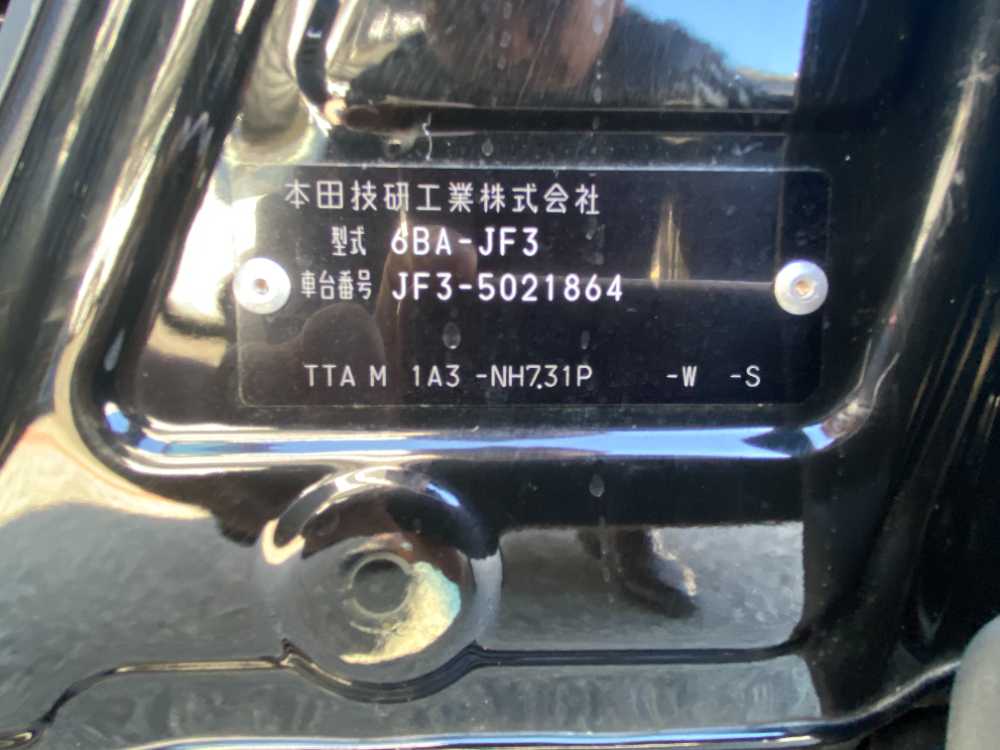 本田技研工業株式会社
型式 6BA-JF3
車台番号 JF3-5021864
TTA M 1A3 -NH731P -W -S